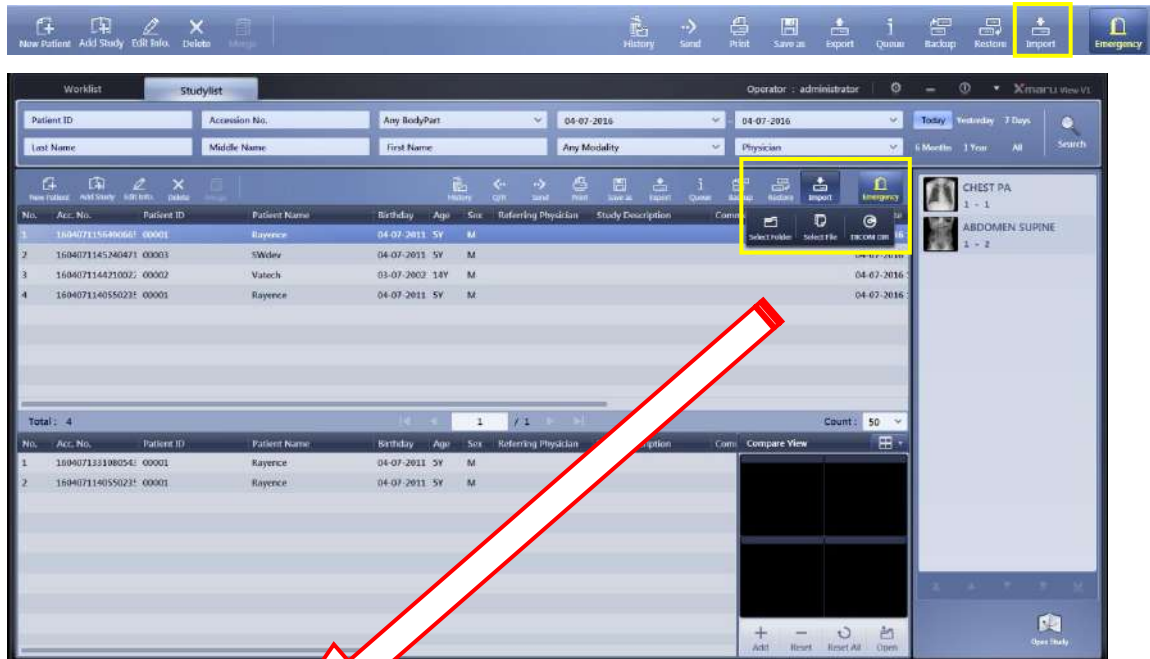 New Patient Add Study Edit Info. Delete Merge History Send Print Save as Export Queue Backup Restore Import Emergency
Worklist Studylist Operator : administrator Xmaru View V1
Patient ID Accession No. Any BodyPart 04-07-2016 04-07-2016 Today Yesterday 7 Days
Last Name Middle Name First Name Any Modality Physician 6 Months 1 Year All Search
New Patient Add Study Edit Info. Delete Merge History Q/R Send Print Save as Export Queue Backup Restore Import Emergency
No. Acc. No. Patient ID Patient Name Birthday Age Sex Referring Physician Study Description
Select Folder Select File DICOM DIR
1 00001 Rayence 04-07-2011 5Y M
2 00003 SWdev 04-07-2011 5Y M 04-07-2016
3 00002 Vatech 03-07-2002 14Y M 04-07-2016
4 00001 Rayence 04-07-2011 5Y M 04-07-2016
CHEST PA
1 - 1
ABDOMEN SUPINE
1 - 2
Total : 4 1 / 1 Count : 50
No. Acc. No. Patient ID Patient Name Birthday Age Sex Referring Physician Compare View
1 00001 Rayence 04-07-2011 5Y M
2 00001 Rayence 04-07-2011 5Y M
Add Reset Reset All Open
Open Study